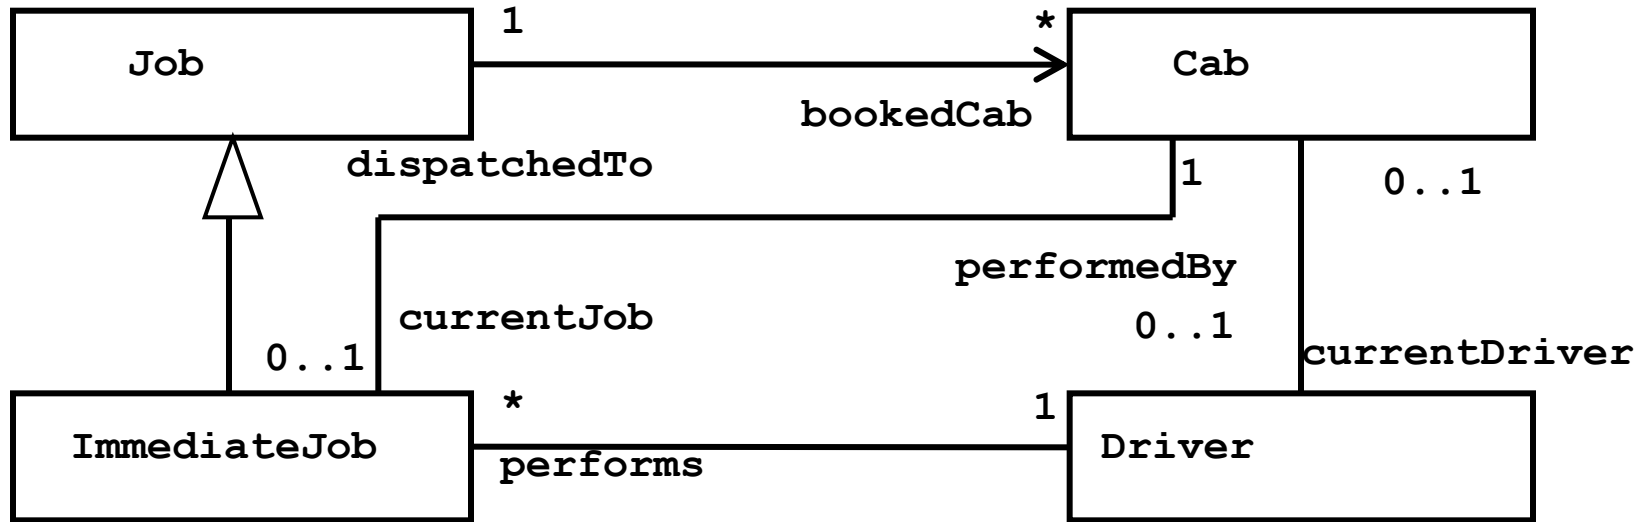 1
*
Job
Cab
bookedCab
dispatchedTo
1
0..1
performedBy
currentJob
0..1
0..1
currentDriver
*
1
ImmediateJob
Driver
performs